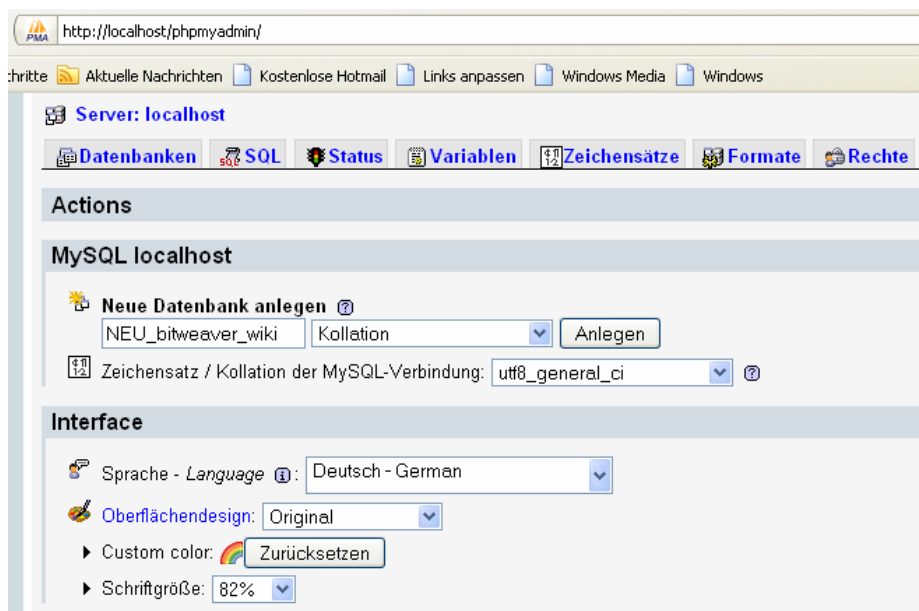 PMA http://localhost/phpmyadmin/
chritte Aktuelle Nachrichten Kostenlose Hotmail Links anpassen Windows Media Windows
Server: localhost
Datenbanken SQL Status Variablen Zeichensätze Formate Rechte
Actions
MySQL localhost
Neue Datenbank anlegen
NEU_bitweaver_wiki Kollation Anlegen
Zeichensatz / Kollation der MySQL-Verbindung: utf8_general_ci
Interface
Sprache - Language : Deutsch - German
Oberflächendesign: Original
Custom color: Zurücksetzen
Schriftgröße: 82%